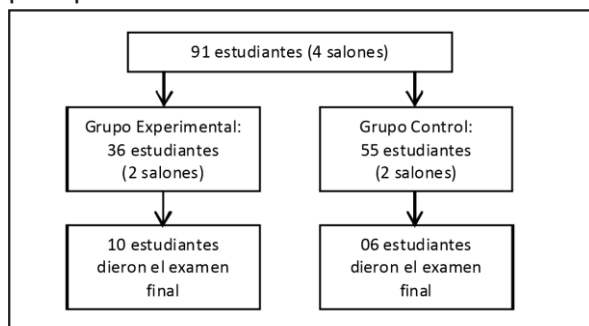 91 estudiantes (4 salones)
Grupo Experimental:
36 estudiantes
(2 salones)
Grupo Control:
55 estudiantes
(2 salones)
10 estudiantes
dieron el examen
final
06 estudiantes
dieron el examen
final